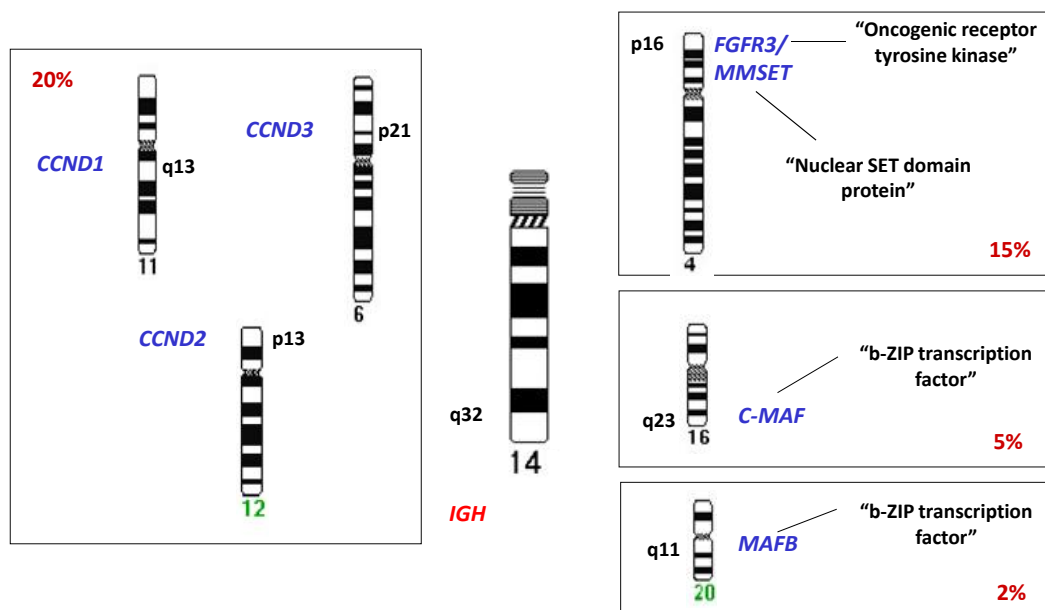 20%
CCND1
q13
11
CCND3
p21
6
CCND2
p13
12
q32
14
IGH
p16
FGFR3/
MMSET
“Oncogenic receptor
tyrosine kinase”
“Nuclear SET domain
protein”
4
15%
“b-ZIP transcription
factor”
C-MAF
q23
16
5%
“b-ZIP transcription
factor”
MAFB
q11
20
2%